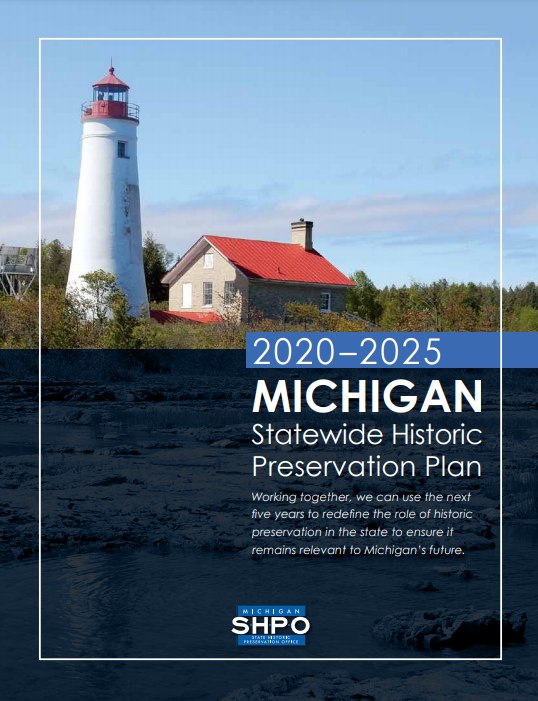 2020–2025
MICHIGAN
Statewide Historic
Preservation Plan
Working together, we can use the next
five years to redefine the role of historic
preservation in the state to ensure it
remains relevant to Michigan's future.
MICHIGAN
SHPO
STATE HISTORIC
PRESERVATION OFFICE